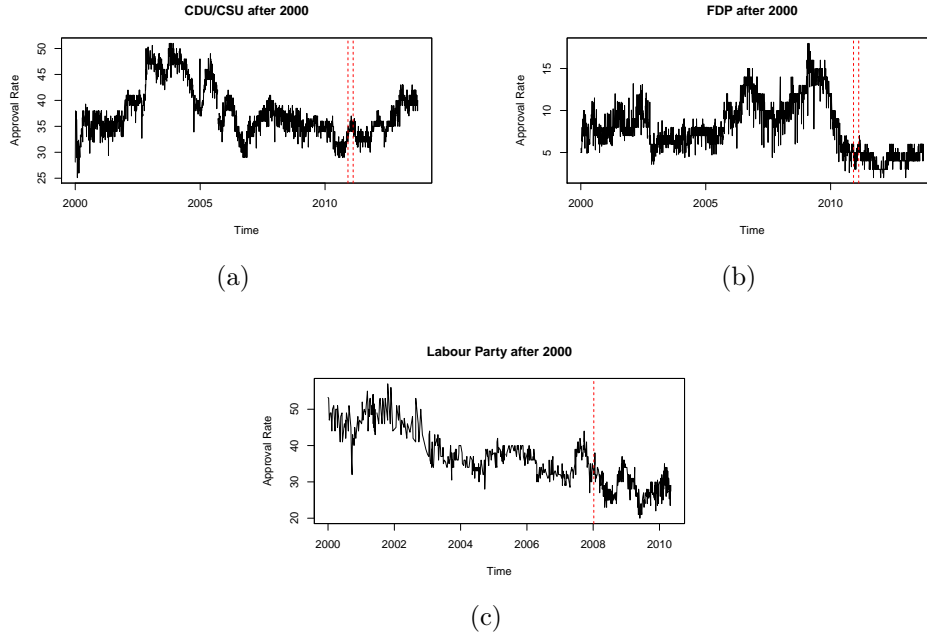 CDU/CSU after 2000
Approval Rate
50
45
40
35
30
25
2000 2005 2010
Time
(a)
FDP after 2000
Approval Rate
15
10
5
2000 2005 2010
Time
(b)
Labour Party after 2000
Approval Rate
50
40
30
20
2000 2002 2004 2006 2008 2010
Time
(c)